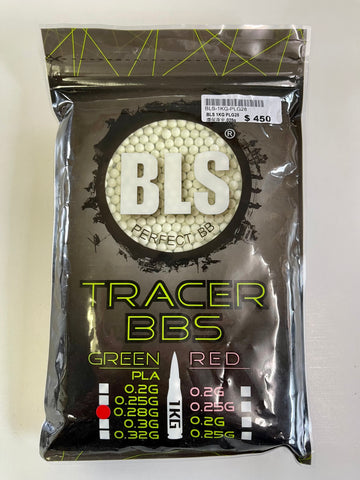 BLS-1KG-PLG28
BLS 1KG PLG28
$ 450
BLS
®
PERFECT BB
TRACER
BBS
GREEN RED
PLA
0.2G 0.2G
0.25G 0.25G
0.28G 0.2G
0.3G 0.25G
0.32G
1KG